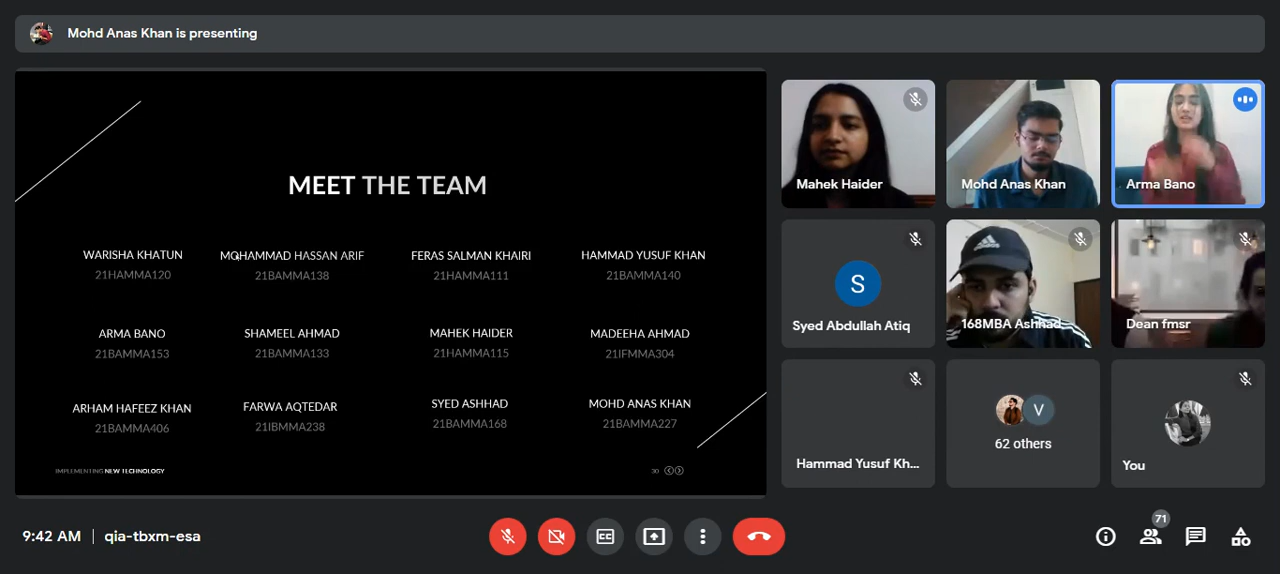 Mohd Anas Khan is presenting
MEET THE TEAM
WARISHA KHATUN
21HAMMA120
MOHAMMAD HASSAN ARIF
21BAMMA138
FERAS SALMAN KHAIRI
21HAMMA111
HAMMAD YUSUF KHAN
21BAMMA140
ARMA BANO
21BAMMA153
SHAMEEL AHMAD
21BAMMA133
MAHEK HAIDER
21HAMMA115
MADEEHA AHMAD
21IFMMA304
ARHAM HAFEEZ KHAN
21BAMMA406
FARWA AQTEDAR
21IBMMA238
SYED ASHHAD
21BAMMA168
MOHD ANAS KHAN
21BAMMA227
IMPLEMENTING NEW TECHNOLOGY
30
Mahek Haider
Mohd Anas Khan
Arma Bano
S
Syed Abdullah Atiq
168MBA Ashhad
Dean fmsr
Hammad Yusuf Kh...
V
62 others
You
9:42 AM | qia-tbxm-esa
CC
71